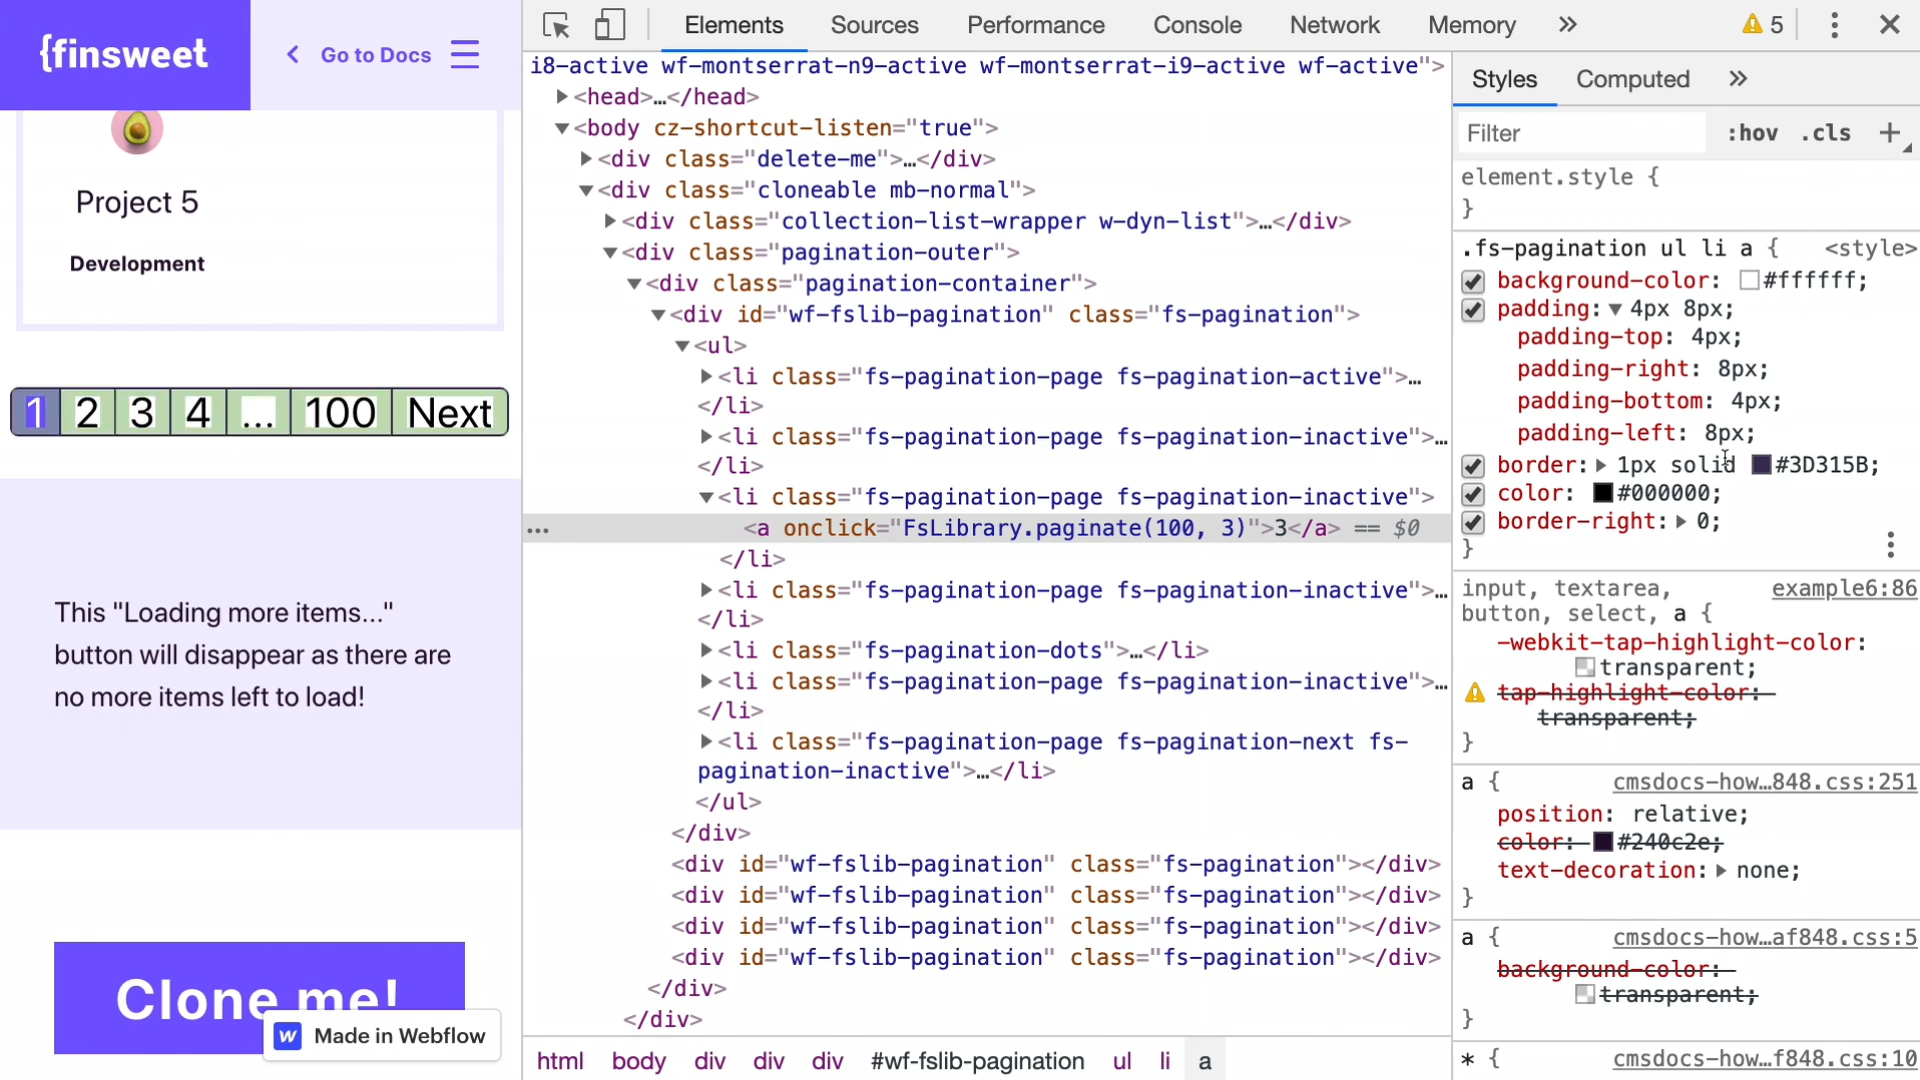 {finsweet
Go to Docs
Project 5
Development
1 2 3 4 ... 100 Next
This "Loading more items..."
button will disappear as there are
no more items left to load!
Clone me!
Made in Webflow
Elements Sources Performance Console Network Memory » 5
i8-active wf-montserrat-n9-active wf-montserrat-i9-active wf-active">
<head>…</head>
<body cz-shortcut-listen="true">
<div class="delete-me">…</div>
<div class="cloneable mb-normal">
<div class="collection-list-wrapper w-dyn-list">…</div>
<div class="pagination-outer">
<div class="pagination-container">
<div id="wf-fslib-pagination" class="fs-pagination">
<ul>
<li class="fs-pagination-page fs-pagination-active">…
</li>
<li class="fs-pagination-page fs-pagination-inactive">…
</li>
<li class="fs-pagination-page fs-pagination-inactive">
… <a onclick="FsLibrary.paginate(100, 3)">3</a> == $0
</li>
<li class="fs-pagination-page fs-pagination-inactive">…
</li>
<li class="fs-pagination-dots">…</li>
<li class="fs-pagination-page fs-pagination-inactive">…
</li>
<li class="fs-pagination-page fs-pagination-next fs-
pagination-inactive">…</li>
</ul>
</div>
<div id="wf-fslib-pagination" class="fs-pagination"></div>
<div id="wf-fslib-pagination" class="fs-pagination"></div>
<div id="wf-fslib-pagination" class="fs-pagination"></div>
<div id="wf-fslib-pagination" class="fs-pagination"></div>
</div>
</div>
html body div div div #wf-fslib-pagination ul li a
Styles Computed »
Filter :hov .cls +
element.style {
}
.fs-pagination ul li a { <style>
background-color: #ffffff;
padding: 4px 8px;
padding-top: 4px;
padding-right: 8px;
padding-bottom: 4px;
padding-left: 8px;
border: 1px solid #3D315B;
color: #000000;
border-right: 0;
}
input, textarea, example6:86
button, select, a {
-webkit-tap-highlight-color:
transparent;
tap-highlight-color:
transparent;
}
a { cmsdocs-how…848.css:251
position: relative;
color: #240c2e;
text-decoration: none;
}
a { cmsdocs-how…af848.css:5
background-color:
transparent;
}
* { cmsdocs-how…f848.css:10